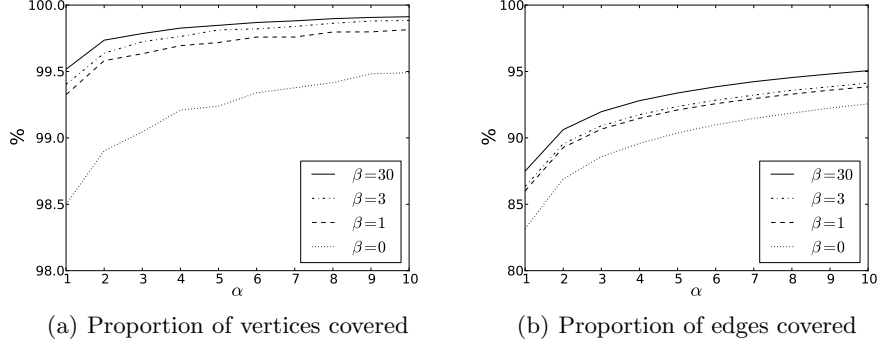 100.0
99.5
99.0
98.5
98.0
%
1 2 3 4 5 6 7 8 9 10
α
β=30
β=3
β=1
β=0
(a) Proportion of vertices covered
100
95
90
85
80
%
1 2 3 4 5 6 7 8 9 10
α
β=30
β=3
β=1
β=0
(b) Proportion of edges covered